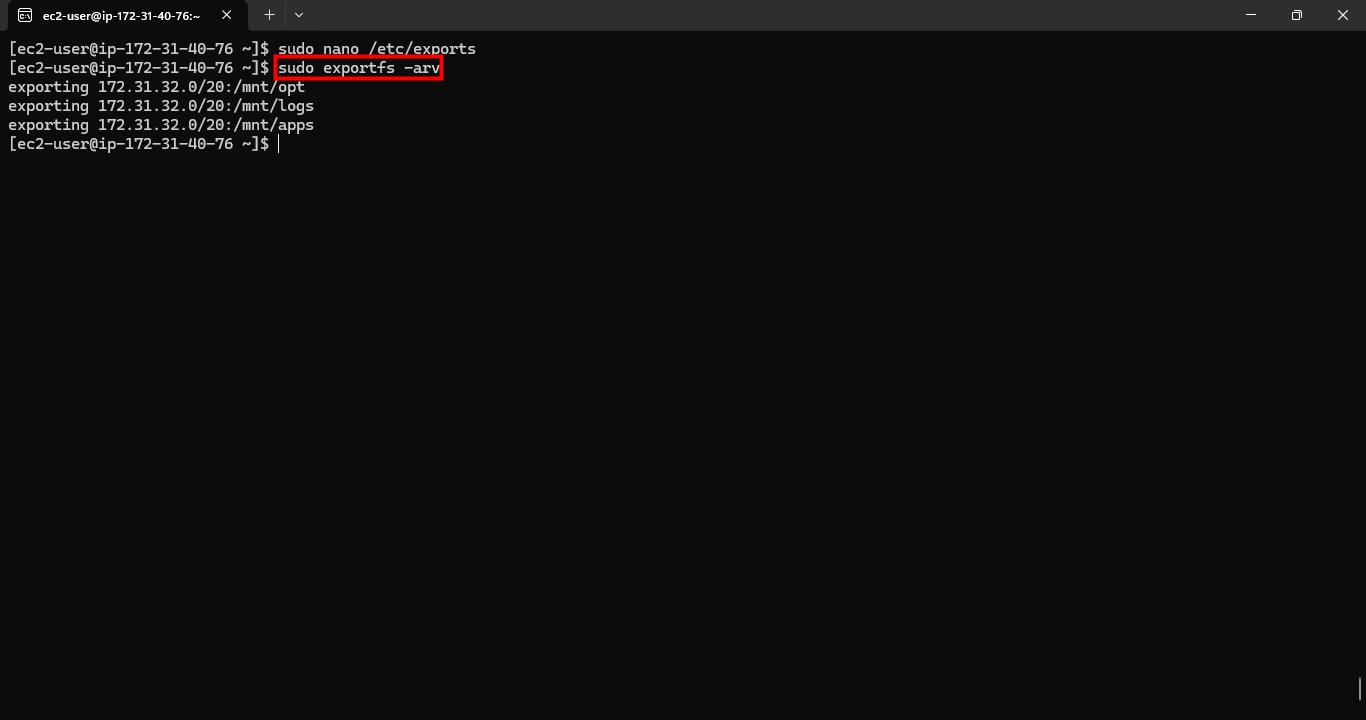 ec2-user@ip-172-31-40-76:~
[ec2-user@ip-172-31-40-76 ~]$ sudo nano /etc/exports
[ec2-user@ip-172-31-40-76 ~]$ sudo exportfs -arv
exporting 172.31.32.0/20:/mnt/opt
exporting 172.31.32.0/20:/mnt/logs
exporting 172.31.32.0/20:/mnt/apps
[ec2-user@ip-172-31-40-76 ~]$